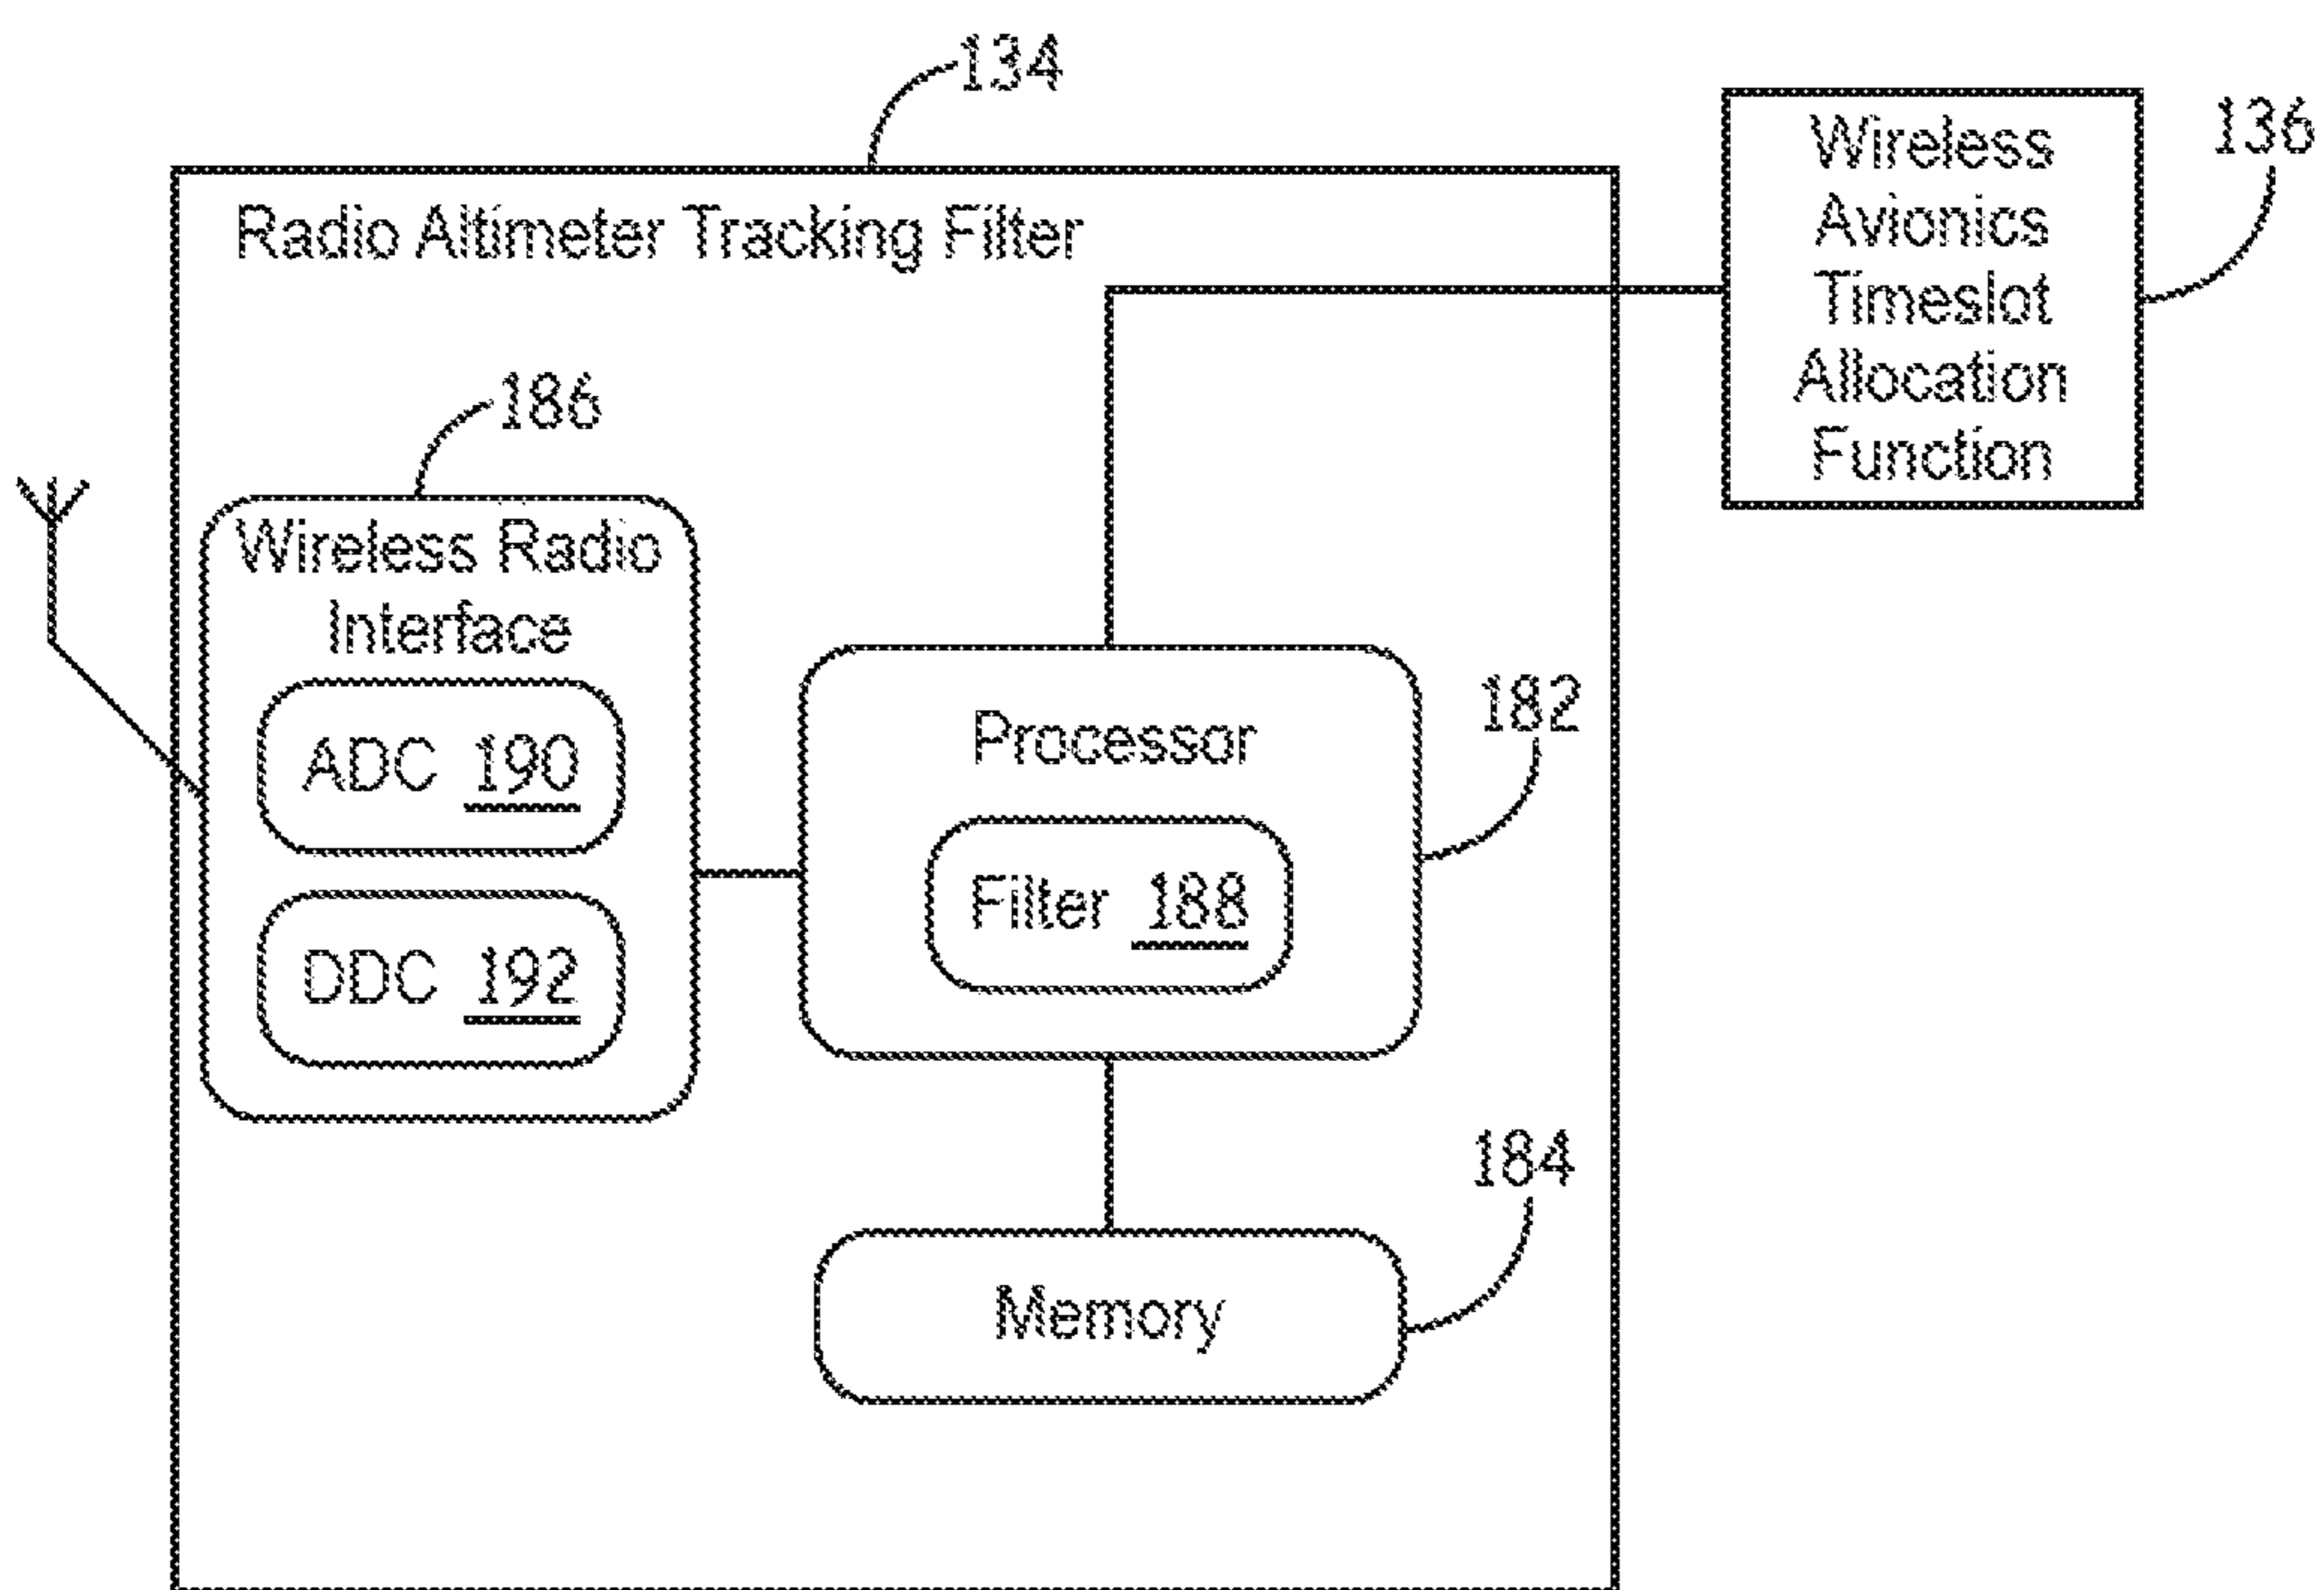 134
Wireless
Avionics
Timeslot
Allocation
Function
136
Radio Altimeter Tracking Filter
186
Wireless Radio
Interface
ADC 190
DDC 192
Processor
Filter 188
182
184
Memory